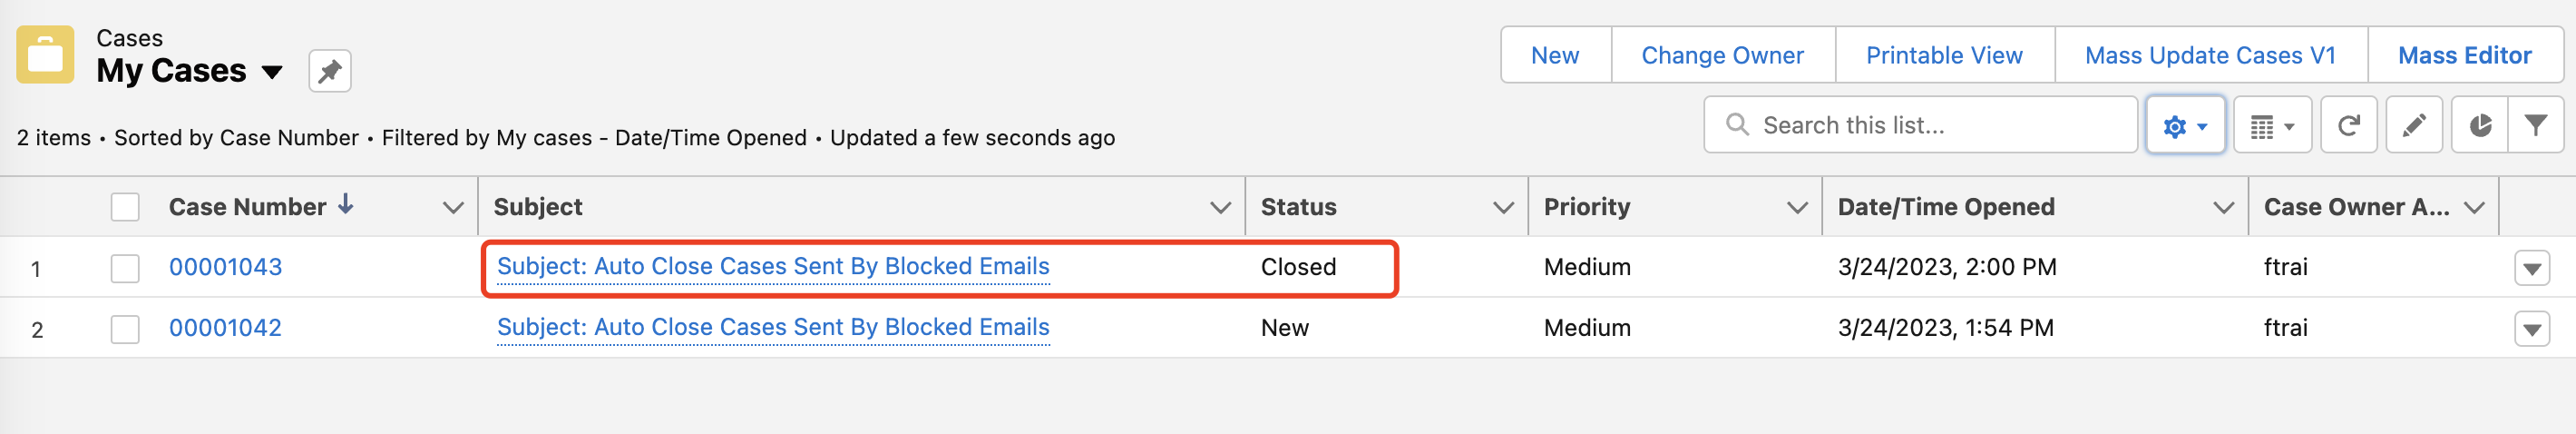 Cases
My Cases
New Change Owner Printable View Mass Update Cases V1 Mass Editor
2 items • Sorted by Case Number • Filtered by My cases - Date/Time Opened • Updated a few seconds ago
Search this list...
Case Number Subject Status Priority Date/Time Opened Case Owner A...
1 00001043 Subject: Auto Close Cases Sent By Blocked Emails Closed Medium 3/24/2023, 2:00 PM ftrai
2 00001042 Subject: Auto Close Cases Sent By Blocked Emails New Medium 3/24/2023, 1:54 PM ftrai